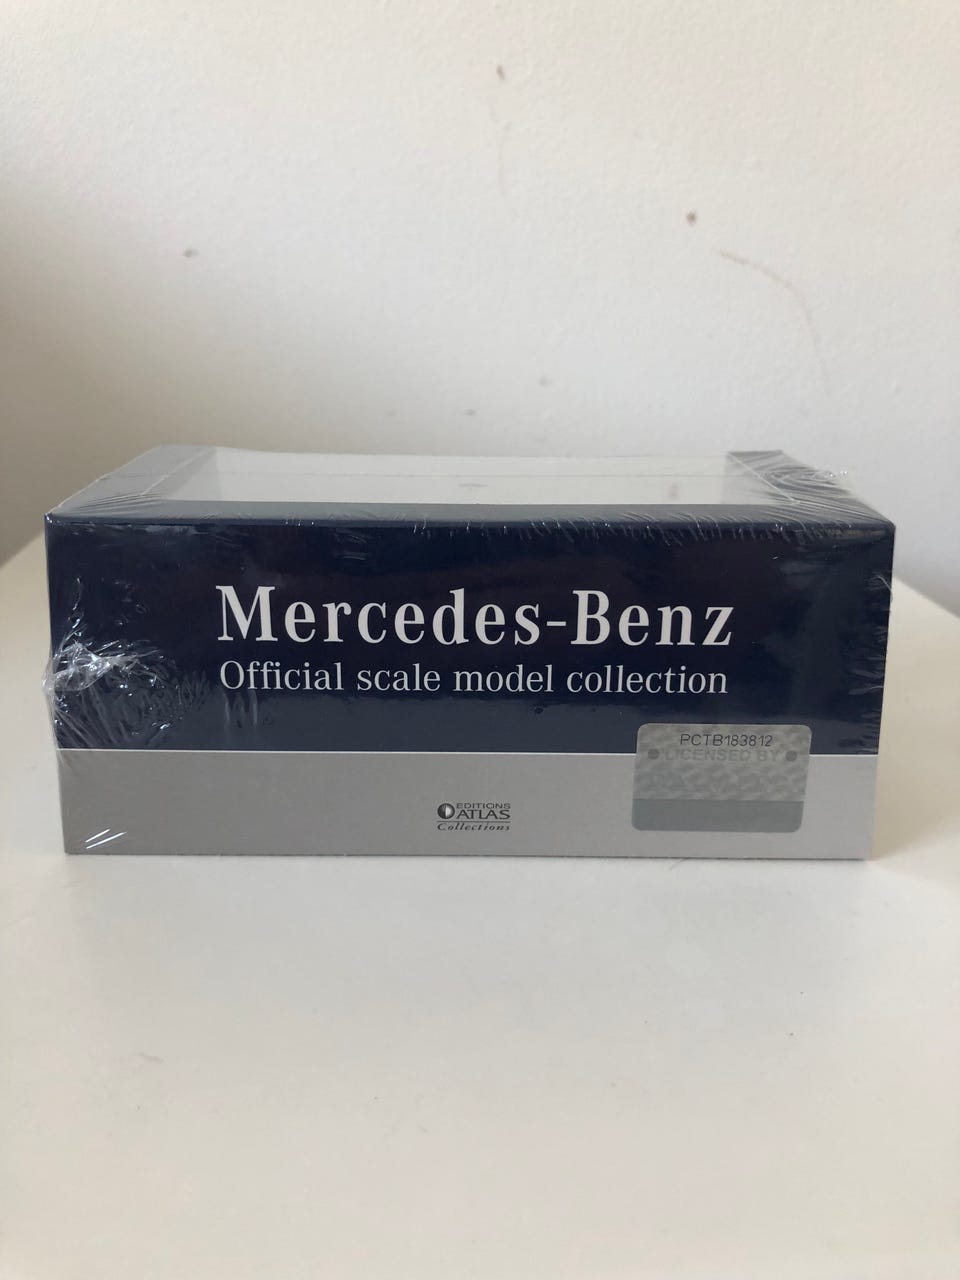 Mercedes-Benz
Official scale model collection
PCTB183812
LICENSED BY
EDITIONS
ATLAS
Collections